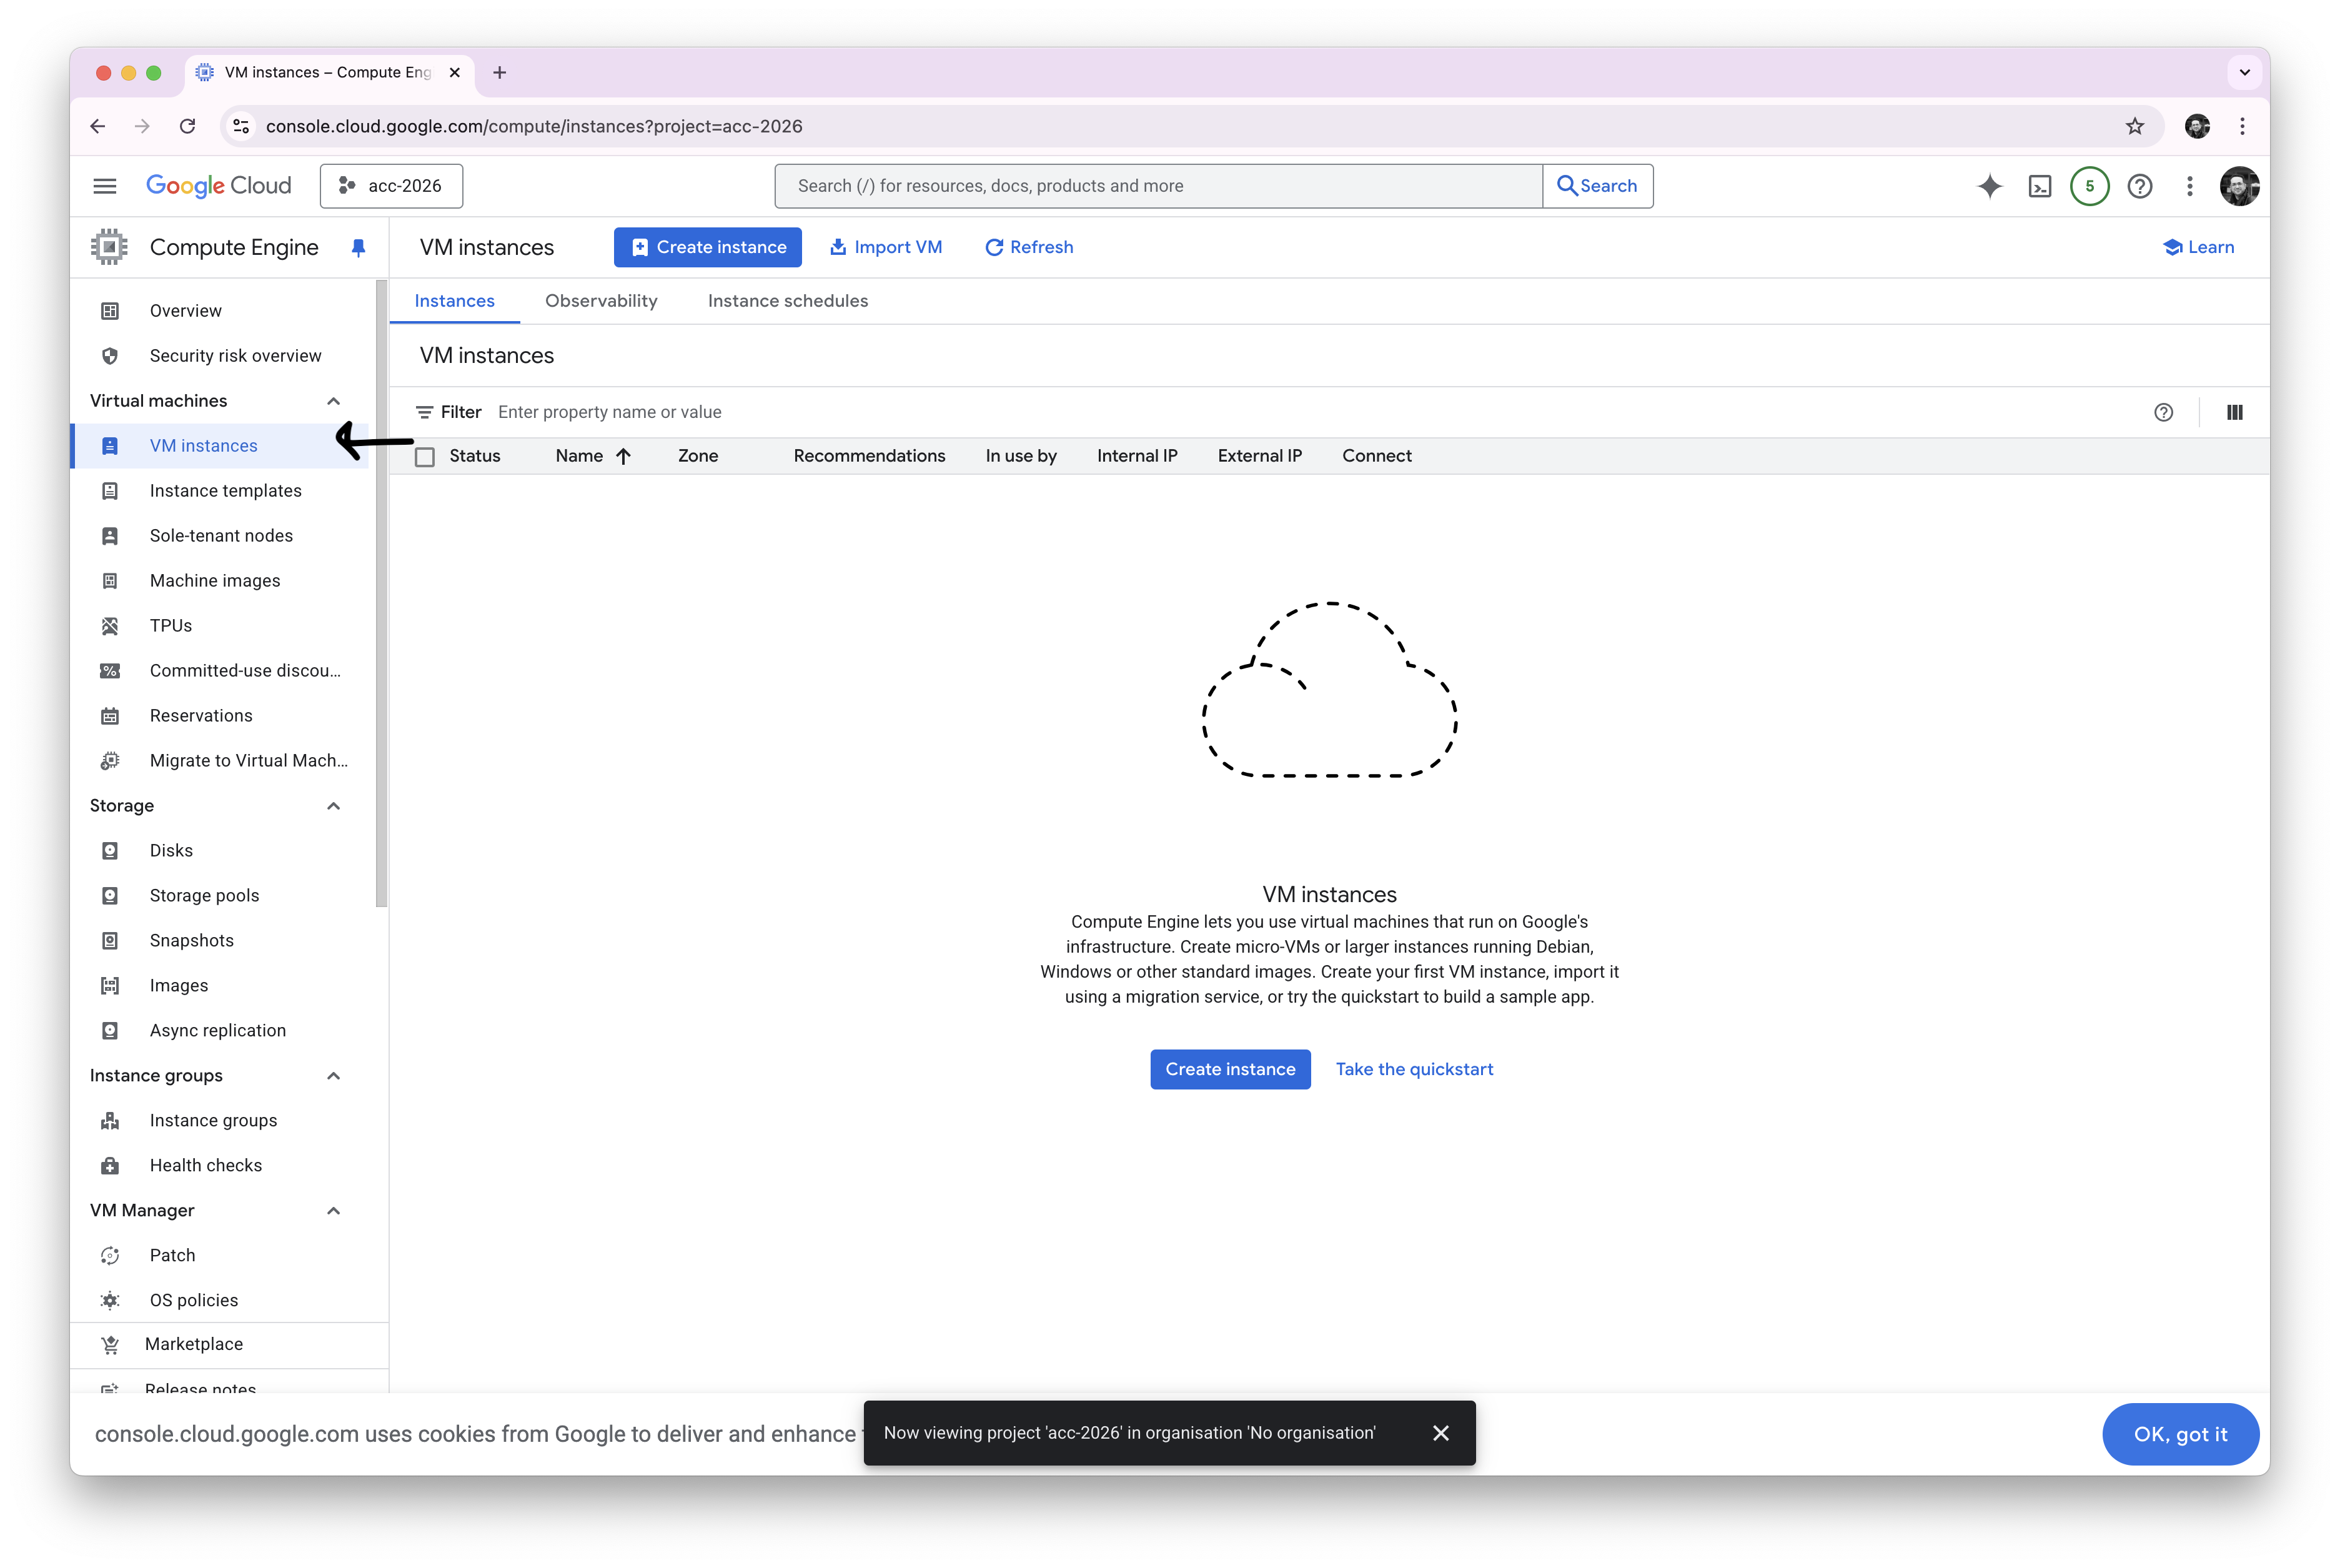 VM instances – Compute Eng
console.cloud.google.com/compute/instances?project=acc-2026
Google Cloud
acc-2026
Search (/) for resources, docs, products and more
Search
5
Compute Engine
VM instances
Create instance
Import VM
Refresh
Learn
Overview
Security risk overview
Virtual machines
VM instances
Instance templates
Sole-tenant nodes
Machine images
TPUs
Committed-use discou...
Reservations
Migrate to Virtual Mach...
Storage
Disks
Storage pools
Snapshots
Images
Async replication
Instance groups
Instance groups
Health checks
VM Manager
Patch
OS policies
Marketplace
Release notes
Instances
Observability
Instance schedules
VM instances
Filter
Enter property name or value
Status
Name
Zone
Recommendations
In use by
Internal IP
External IP
Connect
VM instances
Compute Engine lets you use virtual machines that run on Google's
infrastructure. Create micro-VMs or larger instances running Debian,
Windows or other standard images. Create your first VM instance, import it
using a migration service, or try the quickstart to build a sample app.
Create instance
Take the quickstart
console.cloud.google.com uses cookies from Google to deliver and enhance
Now viewing project 'acc-2026' in organisation 'No organisation'
OK, got it